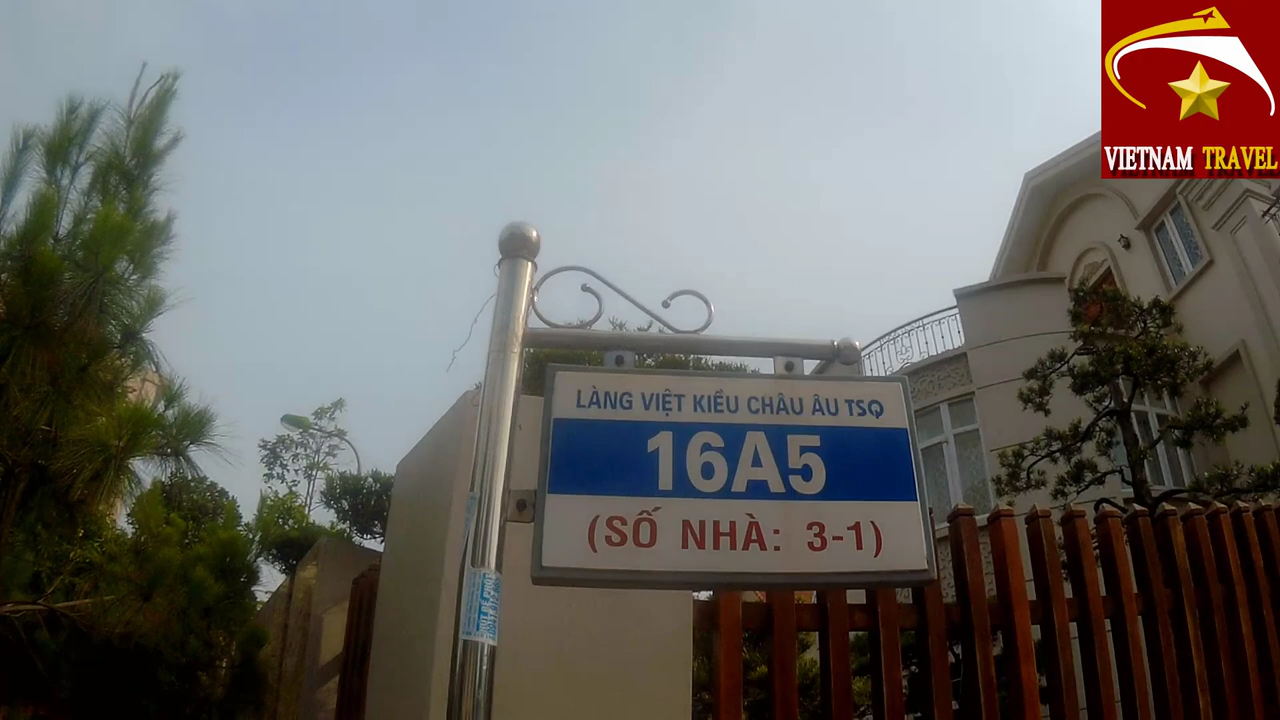 VIETNAM TRAVEL
LÀNG VIỆT KIỀU CHÂU ÂU TSQ
16A5
(SỐ NHÀ: 3-1)